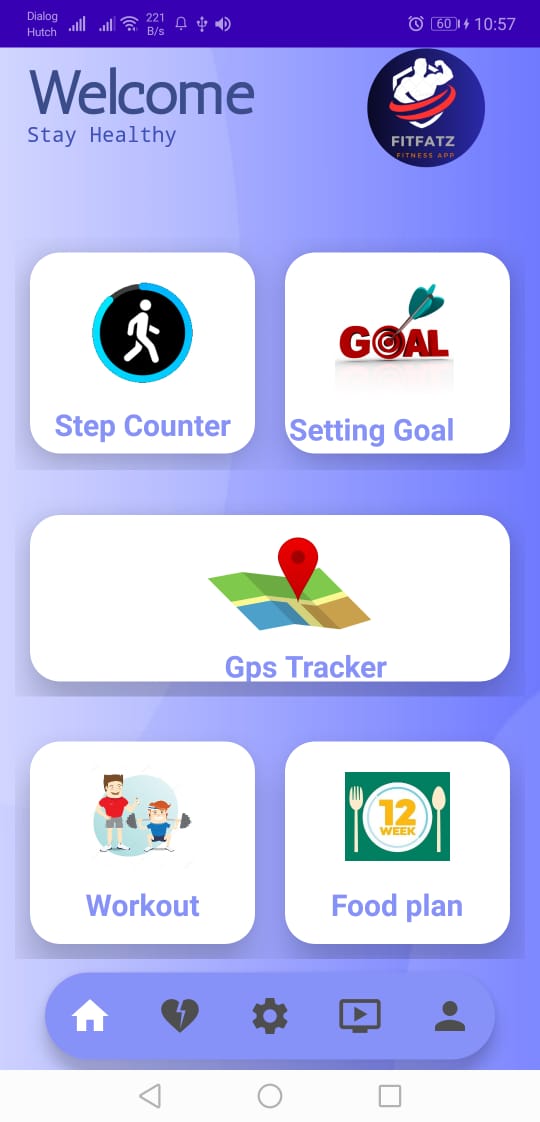 Dialog
Hutch
221
B/s
60
10:57
Welcome
Stay Healthy
FITFATZ
FITNESS APP
Step Counter
GOAL
Setting Goal
Gps Tracker
Workout
12
WEEK
Food plan